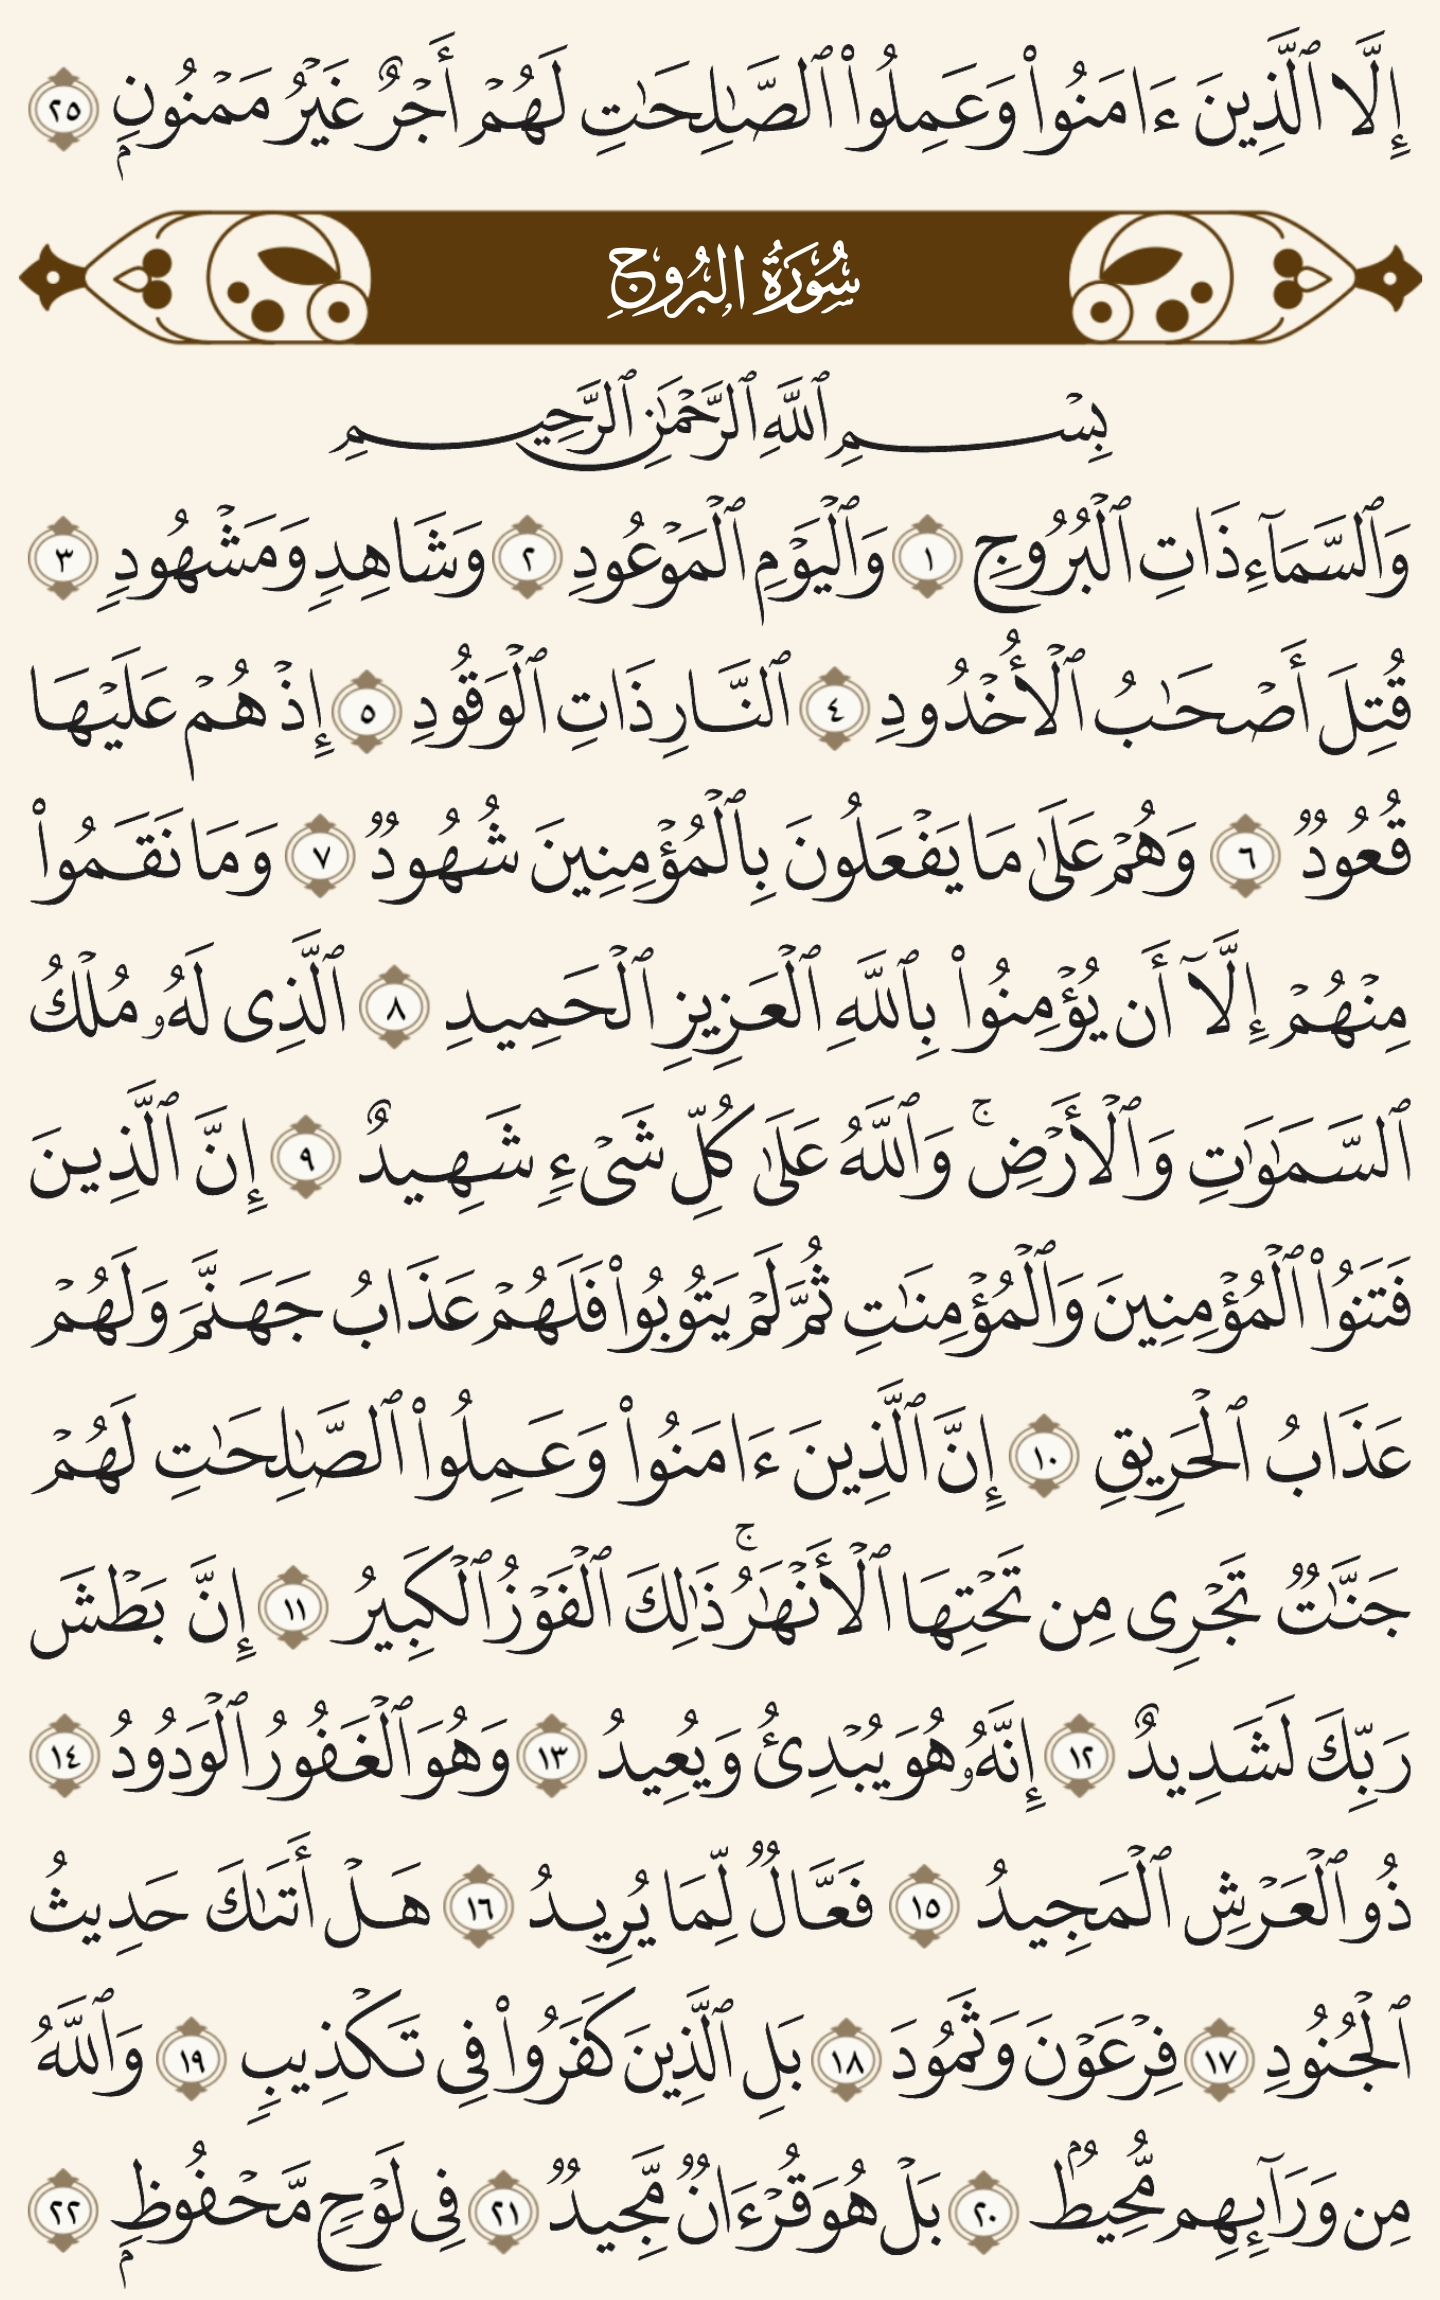 إِلَّا ٱلَّذِينَ ءَامَنُوا۟ وَعَمِلُوا۟ ٱلصَّـٰلِحَـٰتِ لَهُمْ أَجْرٌ غَيْرُ مَمْنُونٍۭ ٢٥
سُورَةُ البُرُوجِ
بِسْمِ ٱللَّهِ ٱلرَّحْمَـٰنِ ٱلرَّحِيمِ
وَٱلسَّمَآءِ ذَاتِ ٱلْبُرُوجِ ١ وَٱلْيَوْمِ ٱلْمَوْعُودِ ٢ وَشَاهِدٍ وَمَشْهُودٍ ٣
قُتِلَ أَصْحَـٰبُ ٱلْأُخْدُودِ ٤ ٱلنَّارِ ذَاتِ ٱلْوَقُودِ ٥ إِذْ هُمْ عَلَيْهَا
قُعُودٌ ٦ وَهُمْ عَلَىٰ مَا يَفْعَلُونَ بِٱلْمُؤْمِنِينَ شُهُودٌ ٧ وَمَا نَقَمُوا۟
مِنْهُمْ إِلَّآ أَن يُؤْمِنُوا۟ بِٱللَّهِ ٱلْعَزِيزِ ٱلْحَمِيدِ ٨ ٱلَّذِى لَهُۥ مُلْكُ
ٱلسَّمَـٰوَٰتِ وَٱلْأَرْضِ ۚ وَٱللَّهُ عَلَىٰ كُلِّ شَىْءٍ شَهِيدٌ ٩ إِنَّ ٱلَّذِينَ
فَتَنُوا۟ ٱلْمُؤْمِنِينَ وَٱلْمُؤْمِنَـٰتِ ثُمَّ لَمْ يَتُوبُوا۟ فَلَهُمْ عَذَابُ جَهَنَّمَ وَلَهُمْ
عَذَابُ ٱلْحَرِيقِ ١٠ إِنَّ ٱلَّذِينَ ءَامَنُوا۟ وَعَمِلُوا۟ ٱلصَّـٰلِحَـٰتِ لَهُمْ
جَنَّـٰتٌ تَجْرِى مِن تَحْتِهَا ٱلْأَنْهَـٰرُ ۚ ذَٰلِكَ ٱلْفَوْزُ ٱلْكَبِيرُ ١١ إِنَّ بَطْشَ
رَبِّكَ لَشَدِيدٌ ١٢ إِنَّهُۥ هُوَ يُبْدِئُ وَيُعِيدُ ١٣ وَهُوَ ٱلْغَفُورُ ٱلْوَدُودُ ١٤
ذُو ٱلْعَرْشِ ٱلْمَجِيدُ ١٥ فَعَّالٌ لِّمَا يُرِيدُ ١٦ هَلْ أَتَىٰكَ حَدِيثُ
ٱلْجُنُودِ ١٧ فِرْعَوْنَ وَثَمُودَ ١٨ بَلِ ٱلَّذِينَ كَفَرُوا۟ فِى تَكْذِيبٍ ١٩ وَٱللَّهُ
مِن وَرَآئِهِم مُّحِيطٌۢ ٢٠ بَلْ هُوَ قُرْءَانٌ مَّجِيدٌ ٢١ فِى لَوْحٍ مَّحْفُوظٍۭ ٢٢